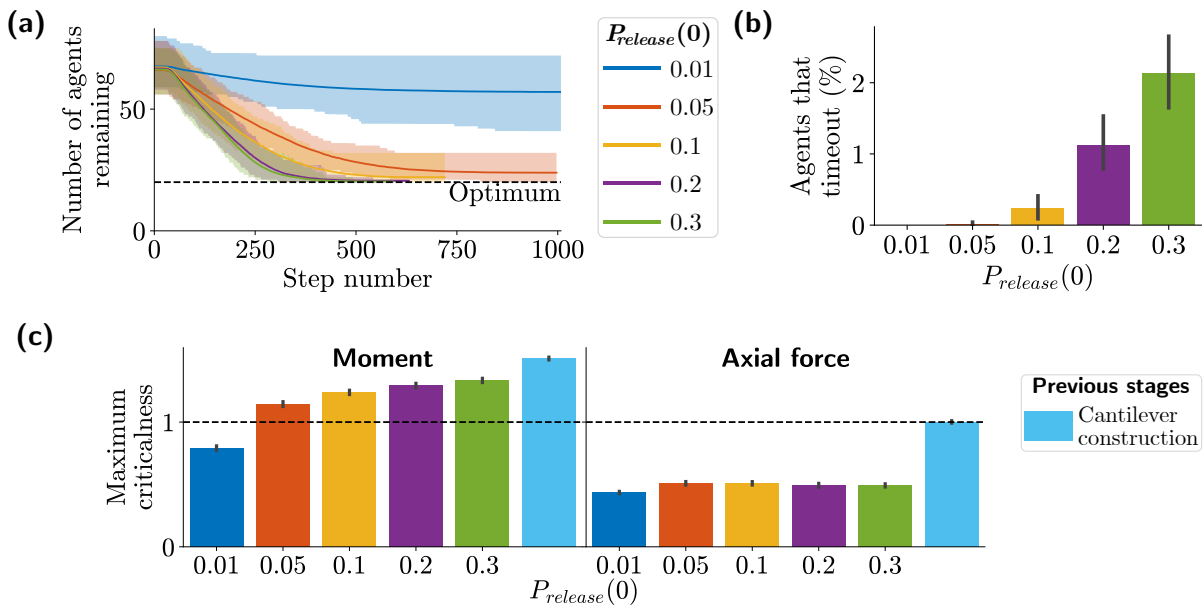 (a)
Number of agents
remaining
50
0
0
250
500
750
1000
Step number
Optimum
P_release(0)
0.01
0.05
0.1
0.2
0.3
(b)
Agents that
timeout (%)
2
1
0
0.01
0.05
0.1
0.2
0.3
P_release(0)
(c)
Maximum
criticalness
1
0
Moment
Axial force
0.01
0.05
0.1
0.2
0.3
0.01
0.05
0.1
0.2
0.3
P_release(0)
Previous stages
Cantilever
construction